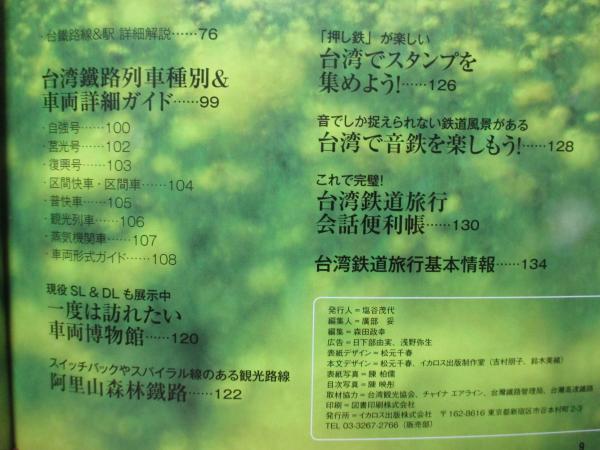 ・台鐵路線&駅 詳細解説……76
台湾鐵路列車種別&
車両詳細ガイド……99
・自強号……100
・莒光号……102
・復興号……103
・区間快車・区間車……104
・普快車……105
・観光列車……106
・蒸気機関車……107
・車両形式ガイド……108
現役 SL & DL も展示中
一度は訪れたい
車両博物館……120
スイッチバックやスパイラル線のある観光路線
阿里山森林鐵路……122
「押し鉄」が楽しい
台湾でスタンプを
集めよう!……126
音でしか捉えられない鉄道風景がある
台湾で音鉄を楽しもう!……128
これで完璧!
台湾鉄道旅行
会話便利帳……130
台湾鉄道旅行基本情報……134
発行人=塩谷茂代
編集人=廣部 妥
編集=森田政幸
広告=日下部由実、浅野弥生
表紙デザイン=松元千春
本文デザイン=松元千春、イカロス出版制作室(吉村朋子、鈴木美緒)
表紙写真=陳 柏儒
目次写真=陳 映彤
取材協力=台湾観光協会、チャイナ エアライン、台灣鐵路管理局、台灣高速鐵路
印刷=図書印刷株式会社
発行所=イカロス出版株式会社 〒162-8616 東京都新宿区市谷本村町2-3
TEL 03-3267-2766(販売部)
9